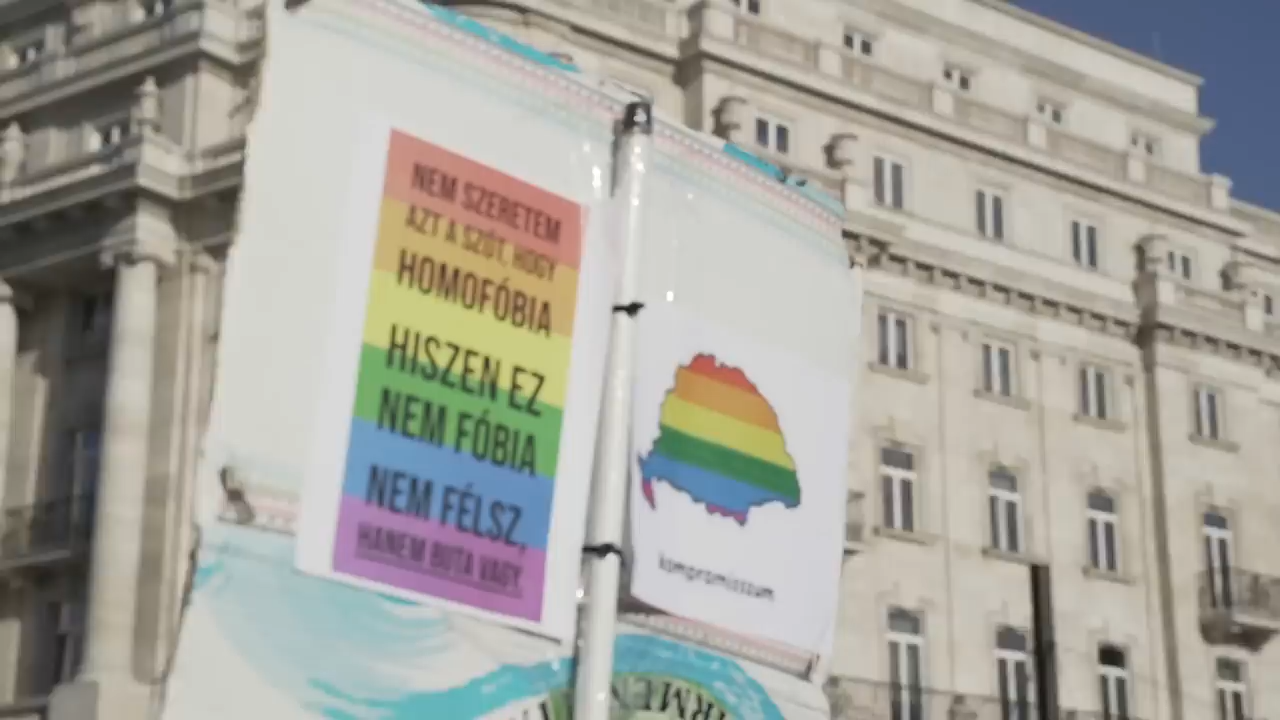 NEM SZERETEM
AZT A SZÓT, HOGY
HOMOFÓBIA
HISZEN EZ
NEM FÓBIA
NEM FÉLSZ,
HANEM BUTA VAGY.
kompromisszum